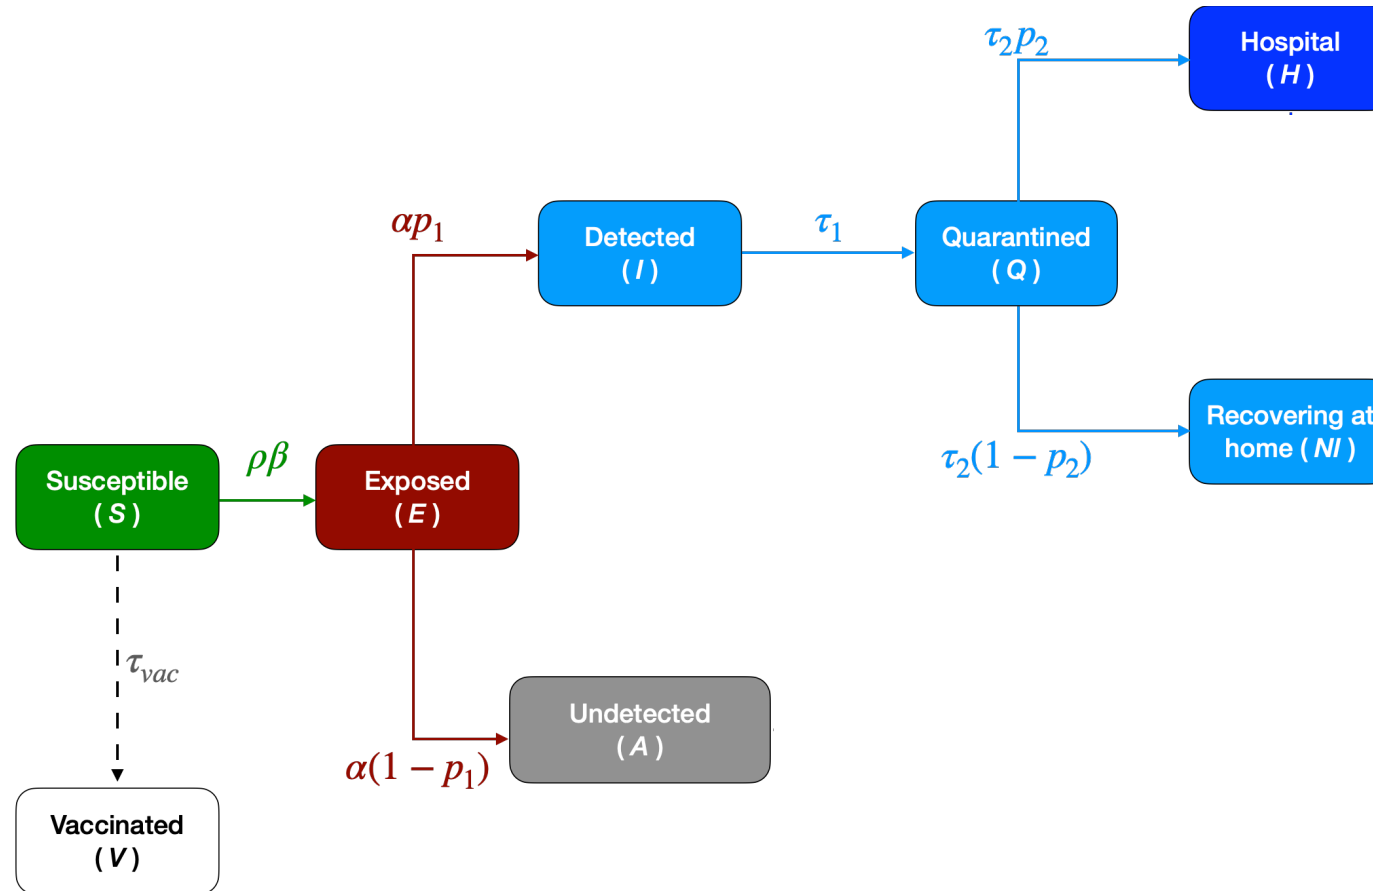 τ₂p₂
Hospital
( H )
αp₁
Detected
( I )
τ₁
Quarantined
( Q )
Recovering at
home ( NI )
τ₂(1 − p₂)
ρβ
Susceptible
( S )
Exposed
( E )
τvac
Undetected
( A )
α(1 − p₁)
Vaccinated
( V )